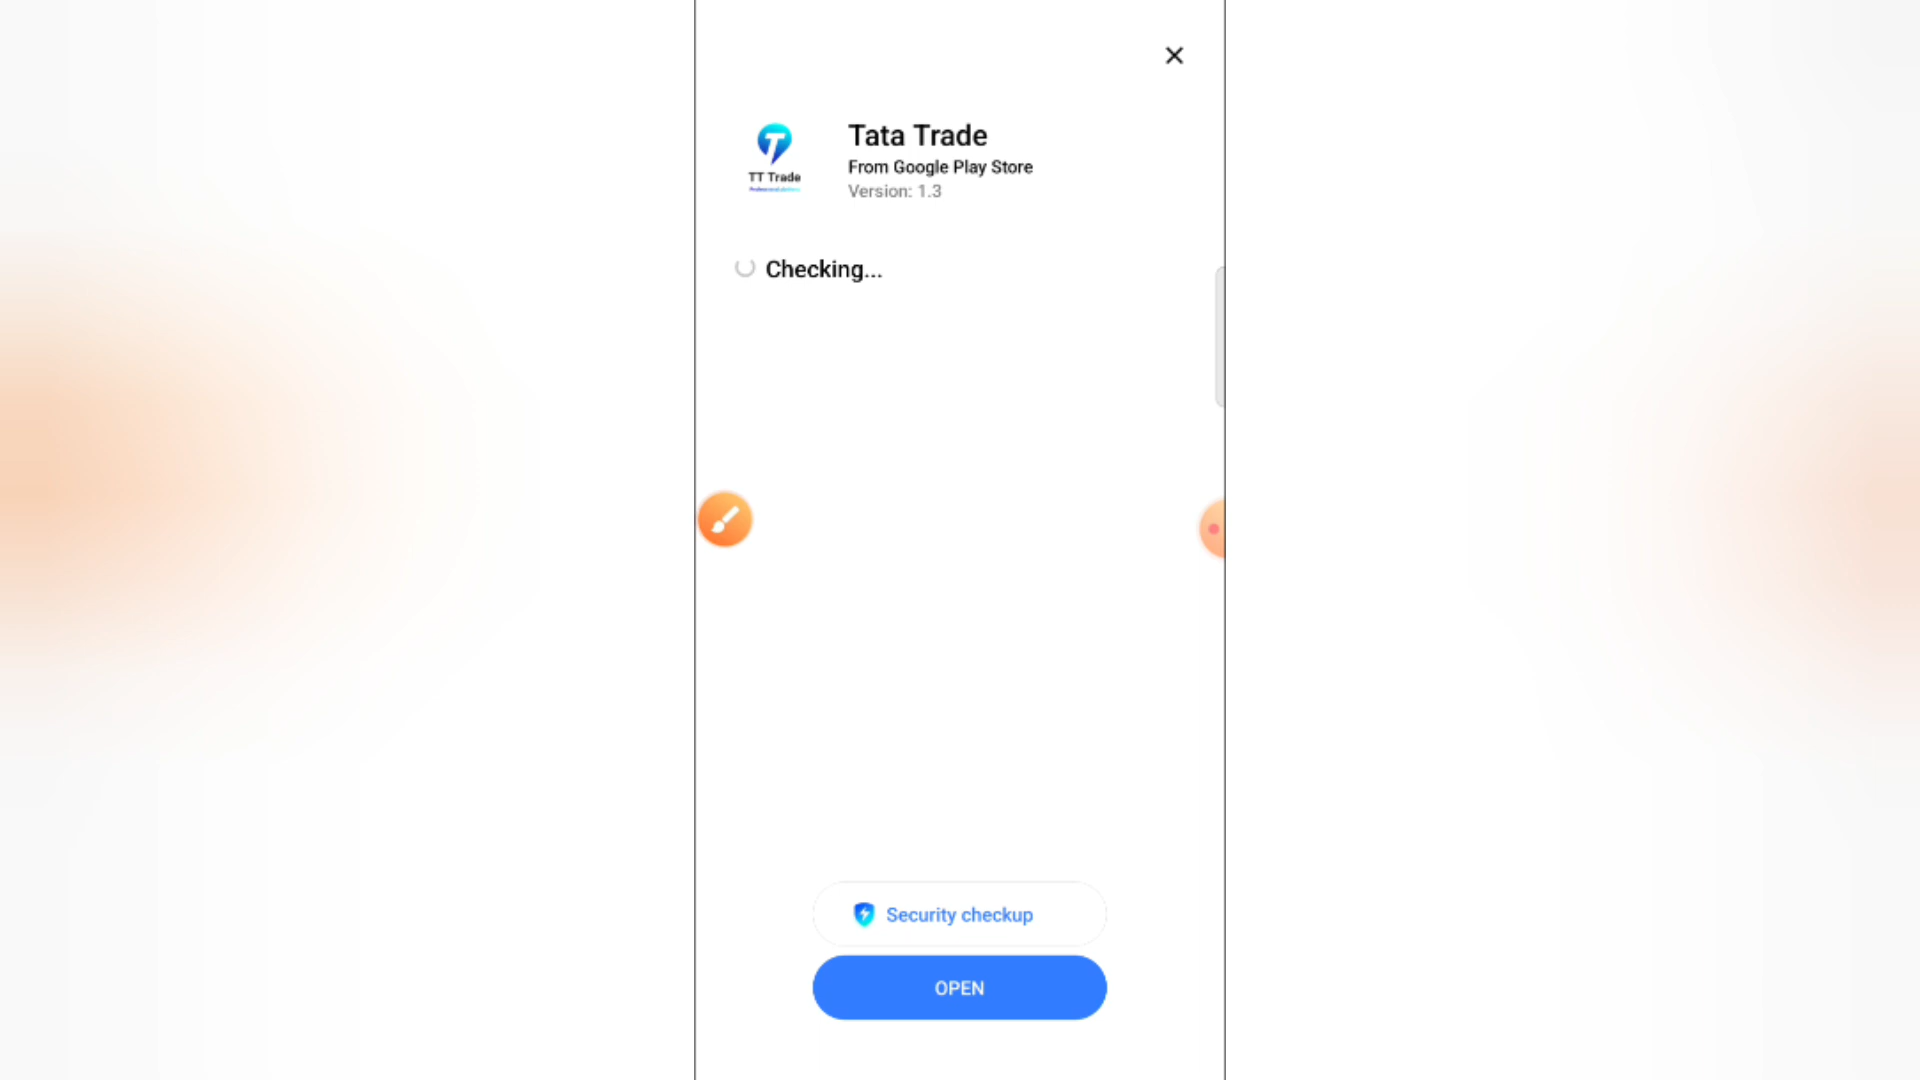 Tata Trade
From Google Play Store
Version: 1.3
TT Trade
Checking...
Security checkup
OPEN